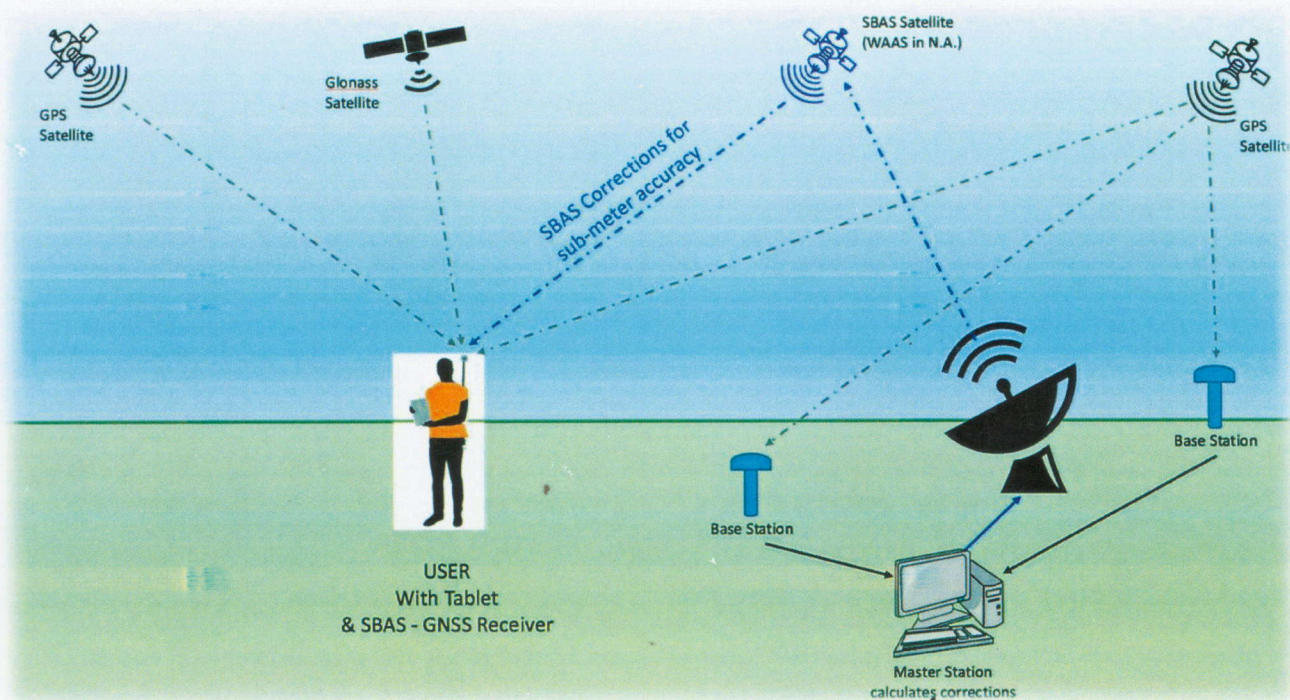 GPS
Satellite
Glonass
Satellite
SBAS Satellite
(WAAS in N.A.)
GPS
Satellite
SBAS Corrections for
sub-meter accuracy
Base Station
Base Station
USER
With Tablet
& SBAS - GNSS Receiver
Master Station
calculates corrections